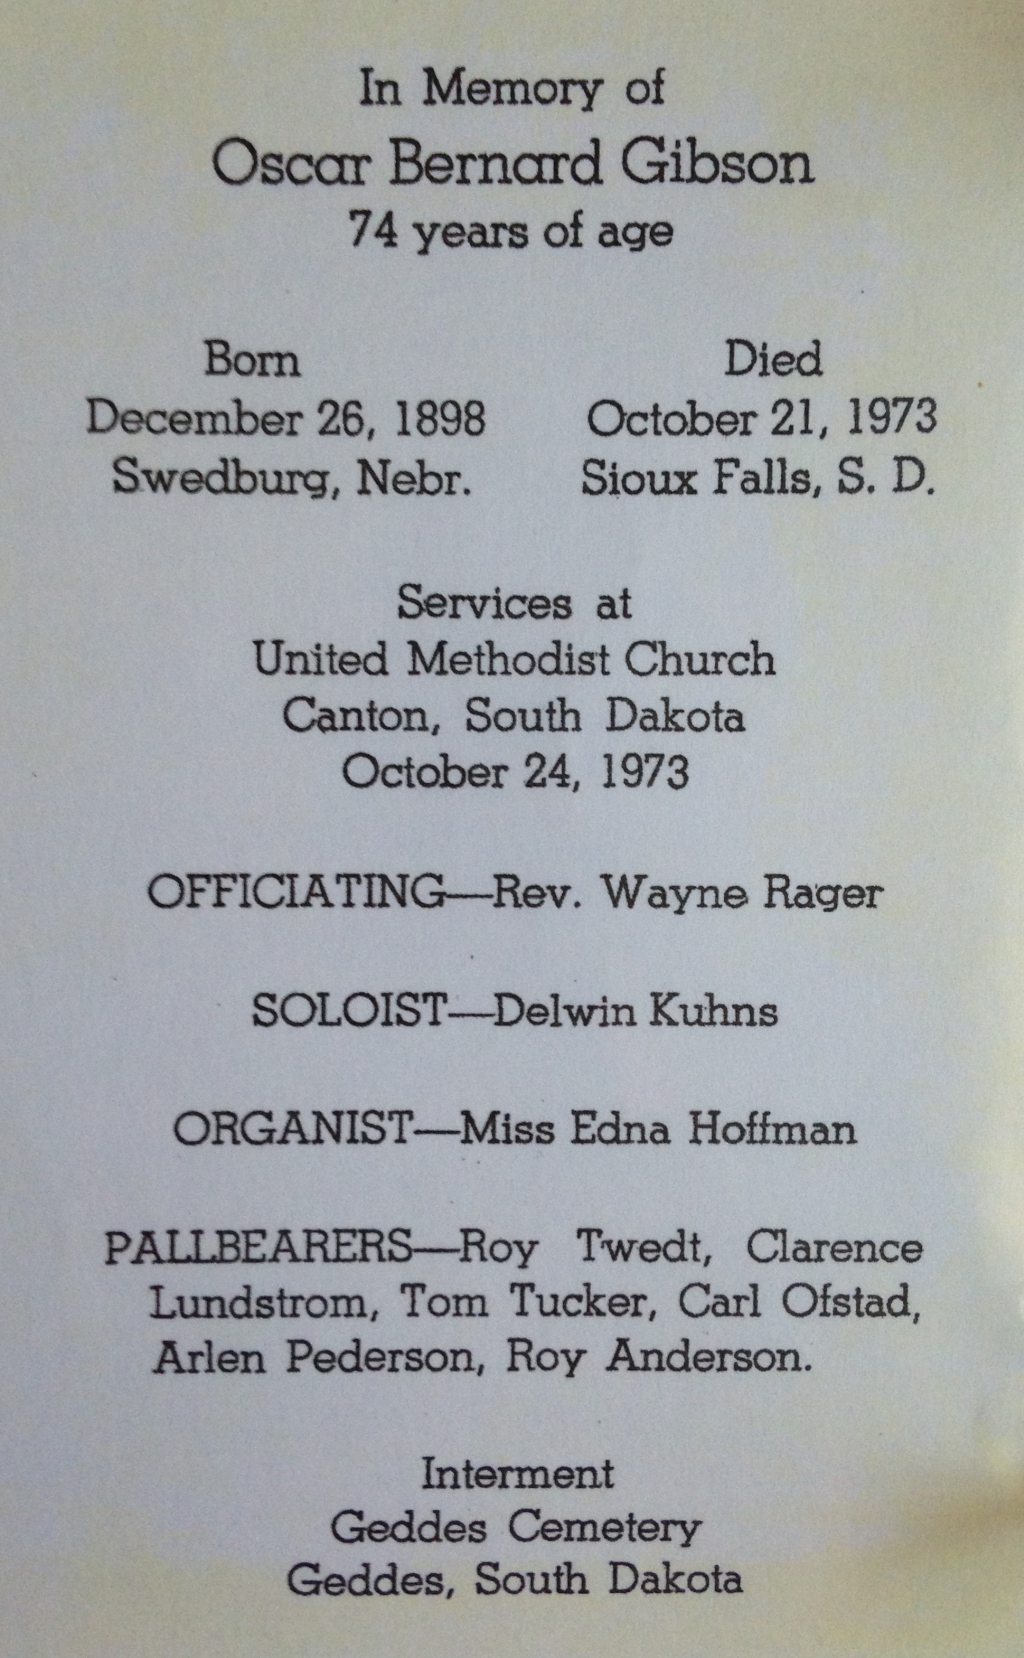 In Memory of
Oscar Bernard Gibson
74 years of age
Born
December 26, 1898
Swedburg, Nebr.
Died
October 21, 1973
Sioux Falls, S. D.
Services at
United Methodist Church
Canton, South Dakota
October 24, 1973
OFFICIATING—Rev. Wayne Rager
SOLOIST—Delwin Kuhns
ORGANIST—Miss Edna Hoffman
PALLBEARERS—Roy Twedt, Clarence
Lundstrom, Tom Tucker, Carl Ofstad,
Arlen Pederson, Roy Anderson.
Interment
Geddes Cemetery
Geddes, South Dakota